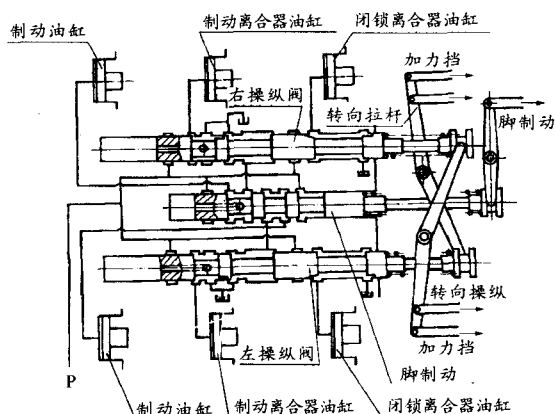 制动油缸
制动离合器油缸
闭锁离合器油缸
加力挡
右操纵阀
转向拉杆
脚制动
转向操纵
加力挡
左操纵阀
脚制动
P
制动油缸
制动离合器油缸
闭锁离合器油缸